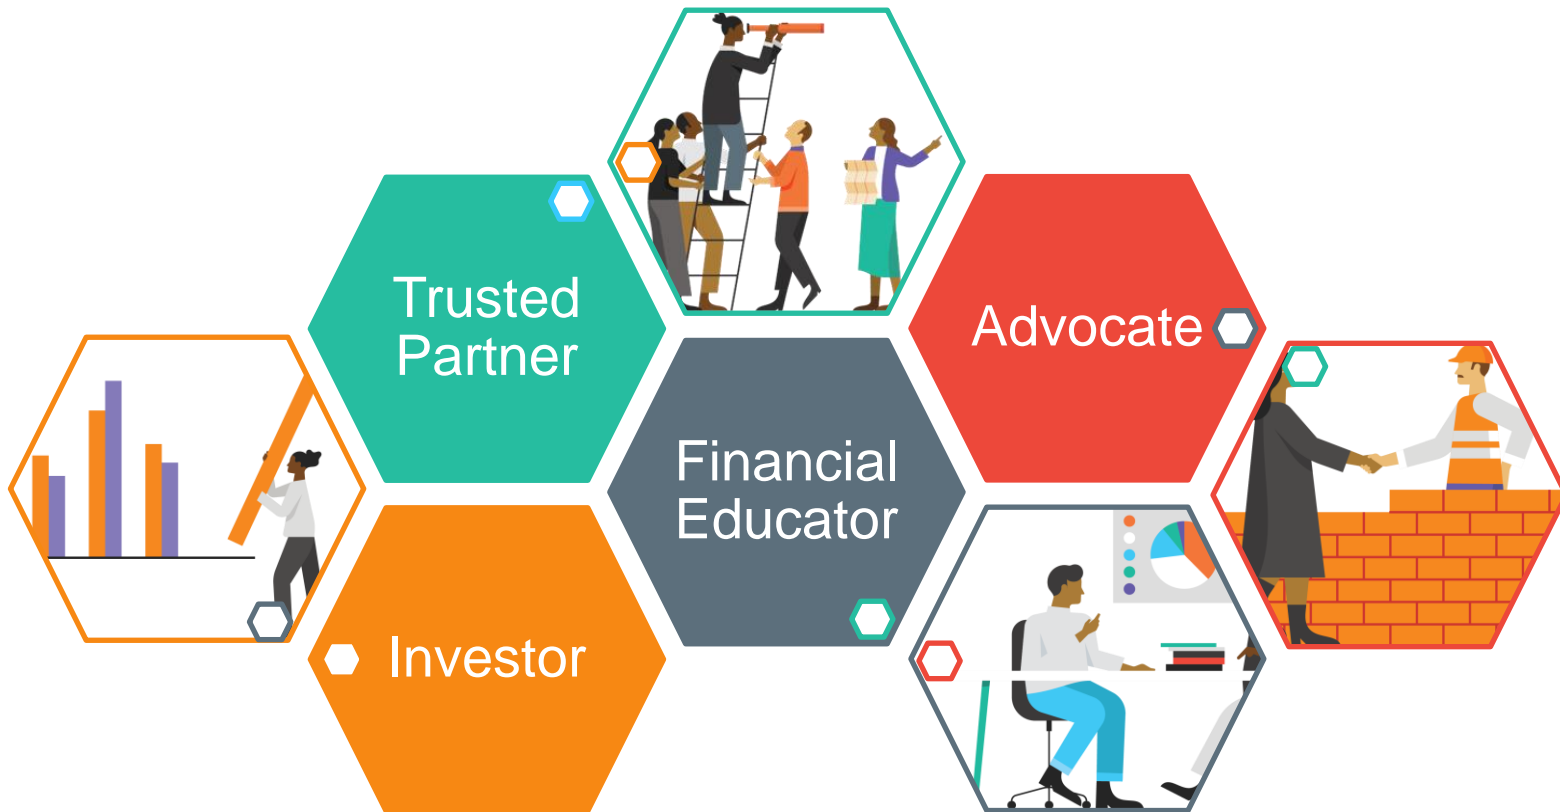 Trusted
Partner
Advocate
Financial
Educator
Investor